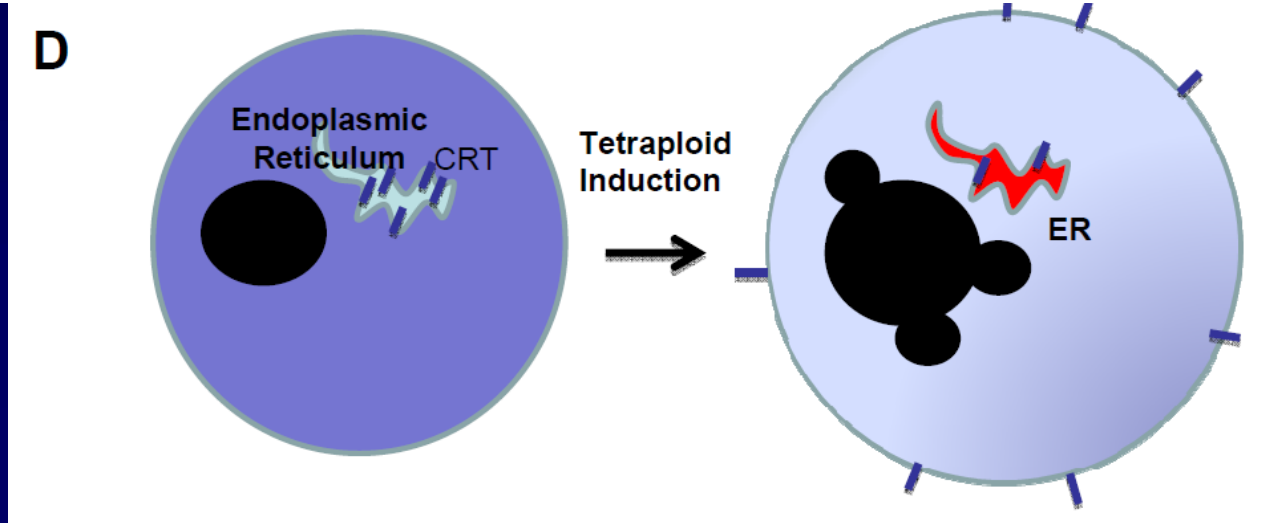 D
Endoplasmic
Reticulum
CRT
Tetraploid
Induction
ER